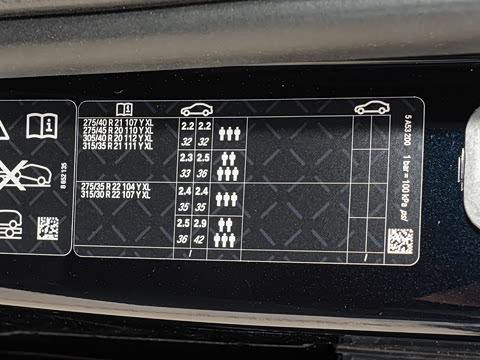 275/40 R 21 107 Y XL
275/45 R 20 110 Y XL
305/40 R 20 112 Y XL
315/35 R 21 111 Y XL
2.2 2.2
32 32
2.3 2.5
33 36
275/35 R 22 104 Y XL
315/30 R 22 107 Y XL
2.4 2.4
35 35
2.5 2.9
36 42
/ /
5 A53 200 1 bar = 100 kPa psi